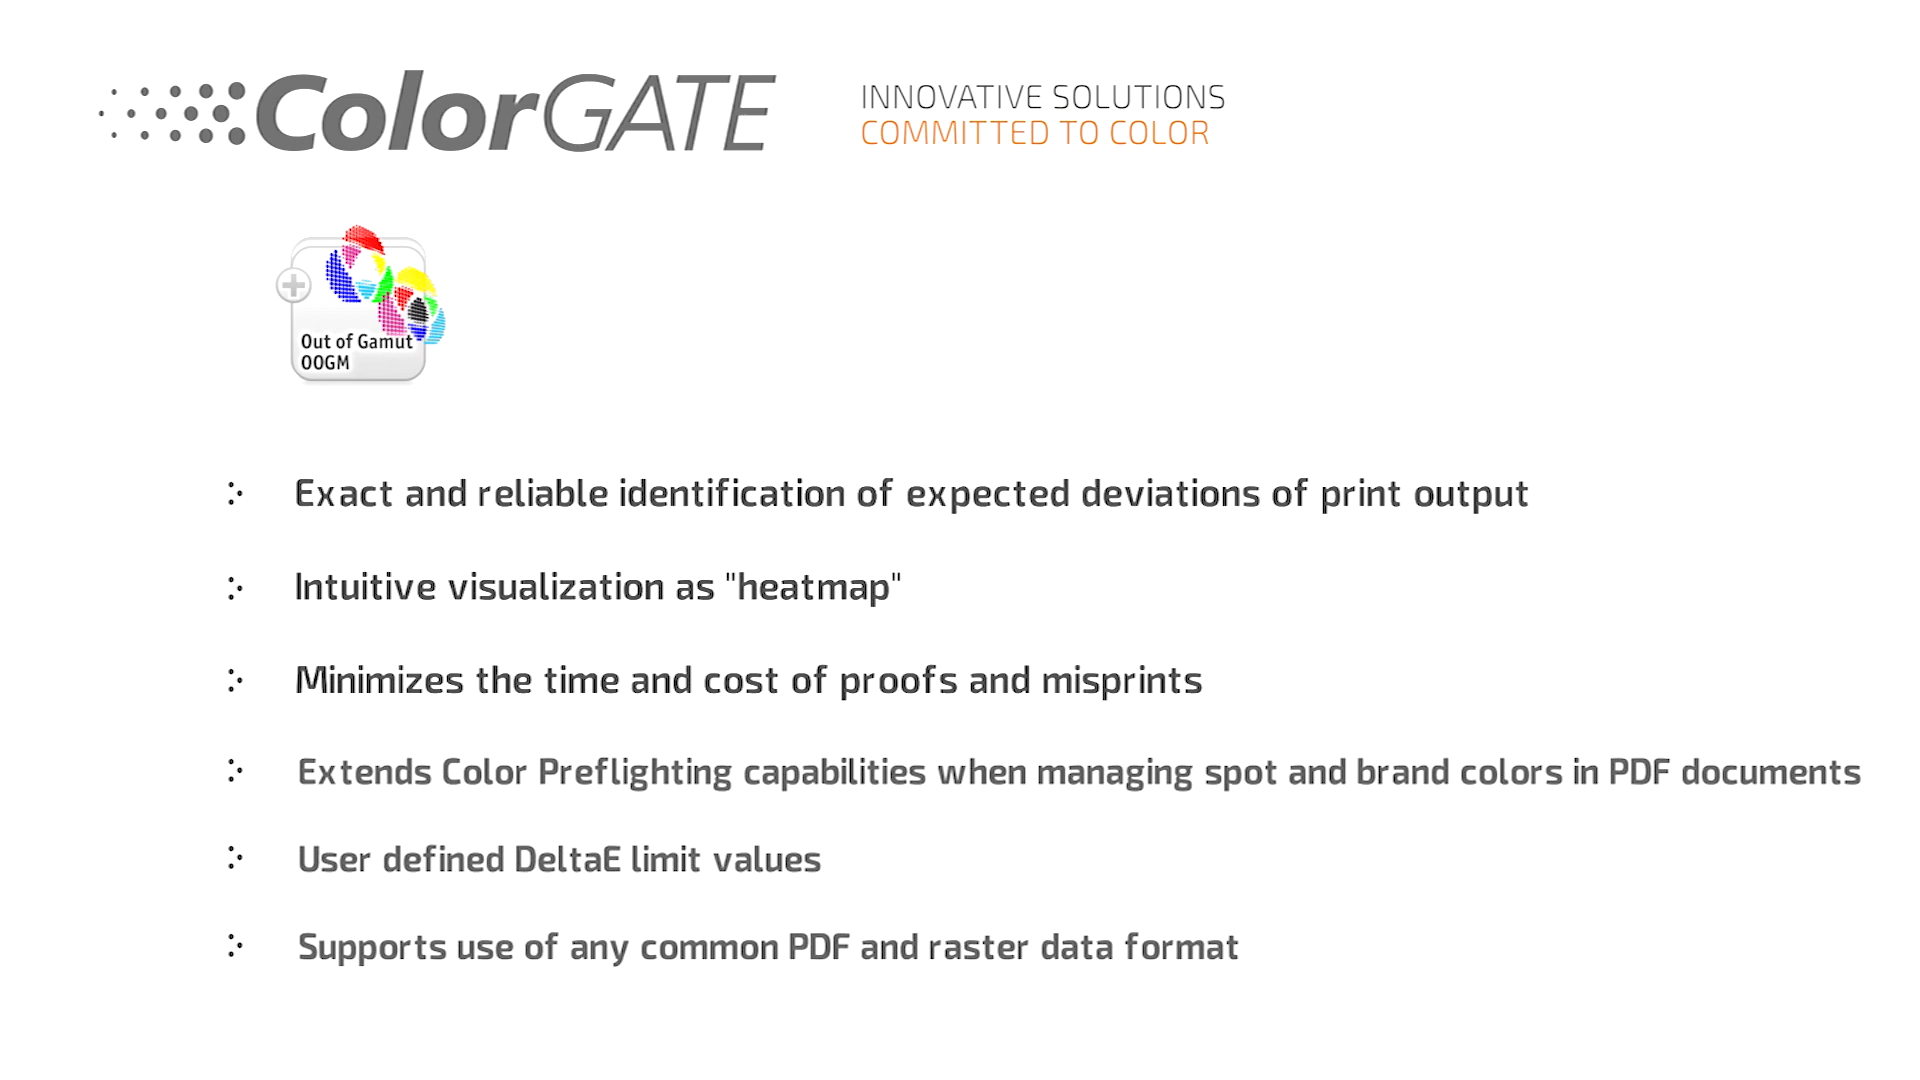 ColorGATE
INNOVATIVE SOLUTIONS
COMMITTED TO COLOR
Out of Gamut
OOGM
Exact and reliable identification of expected deviations of print output
Intuitive visualization as "heatmap"
Minimizes the time and cost of proofs and misprints
Extends Color Preflighting capabilities when managing spot and brand colors in PDF documents
User defined DeltaE limit values
Supports use of any common PDF and raster data format